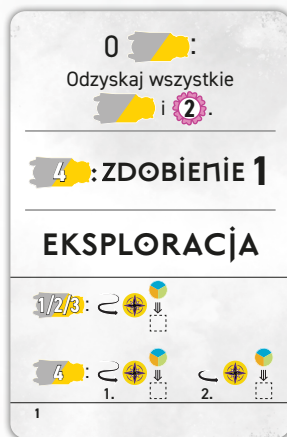 0 :
Odzyskaj wszystkie
i 2.
4 : ZDOBIENIE 1
EKSPLORACJA
1/2/3 :
4 :
1. 2.
1